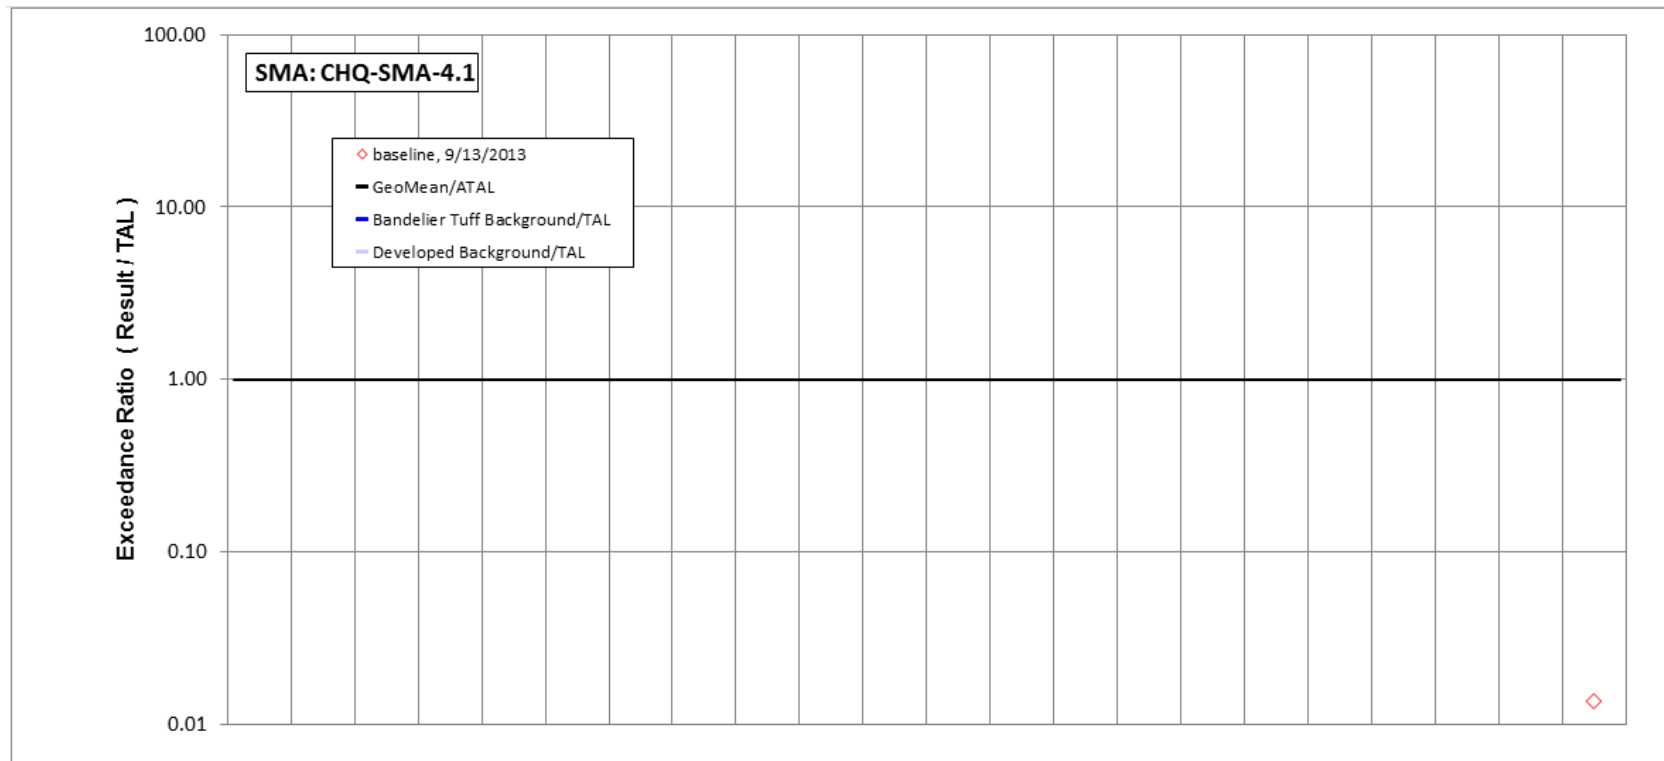 100.00
SMA: CHQ-SMA-4.1
baseline, 9/13/2013
GeoMean/ATAL
Bandelier Tuff Background/TAL
Developed Background/TAL
10.00
1.00
0.10
0.01
Exceedance Ratio ( Result / TAL )